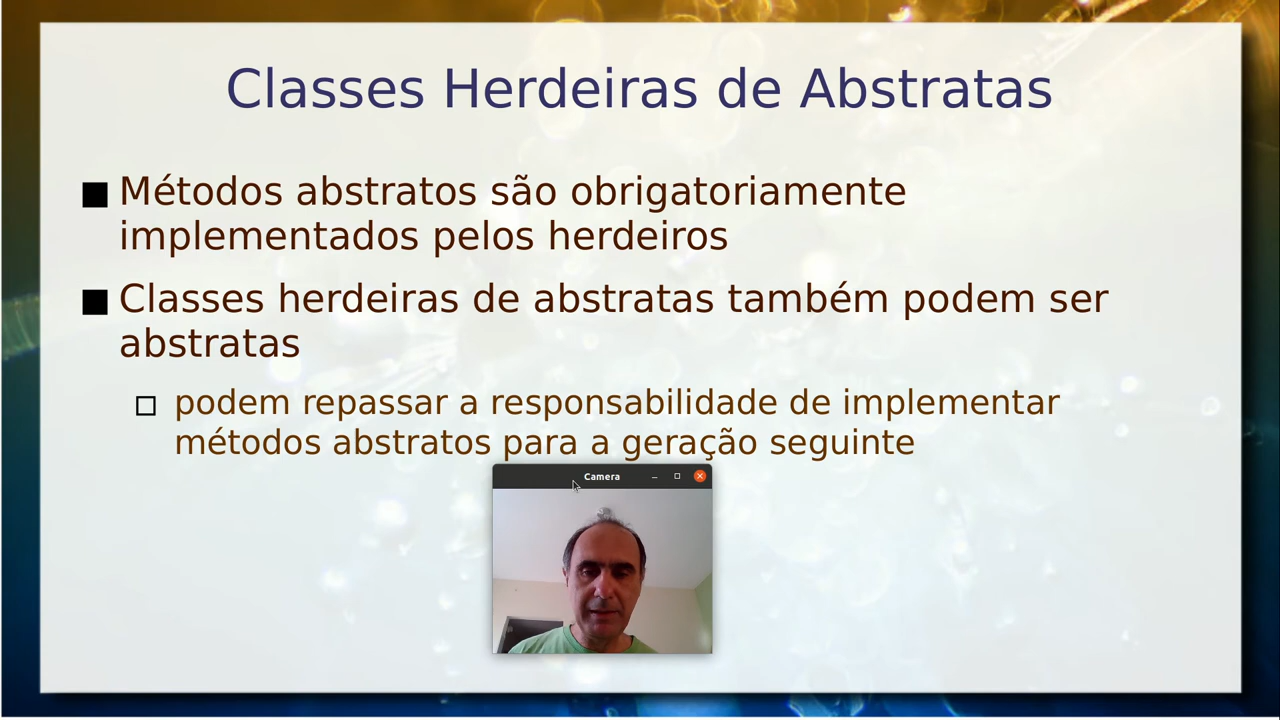 Classes Herdeiras de Abstratas
Métodos abstratos são obrigatoriamente
implementados pelos herdeiros
Classes herdeiras de abstratas também podem ser
abstratas
podem repassar a responsabilidade de implementar
métodos abstratos para a geração seguinte
Camera